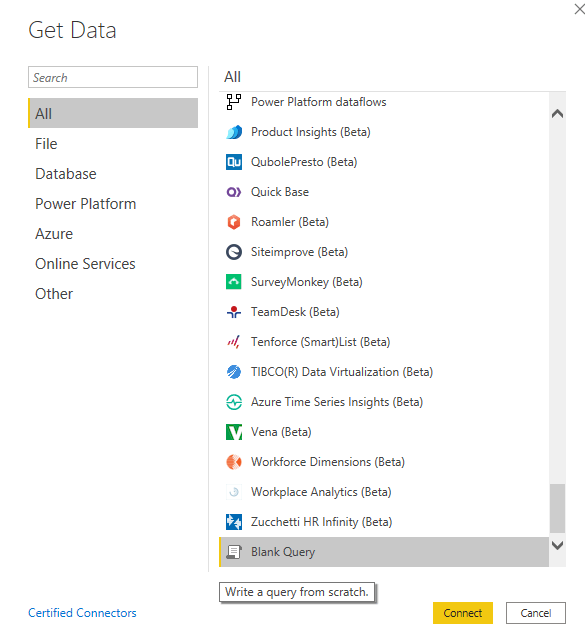 Get Data
Search
All
File
Database
Power Platform
Azure
Online Services
Other
All
Power Platform dataflows
Product Insights (Beta)
Qu QubolePresto (Beta)
Quick Base
Roamler (Beta)
Siteimprove (Beta)
SurveyMonkey (Beta)
TeamDesk (Beta)
Tenforce (Smart)List (Beta)
TIBCO(R) Data Virtualization (Beta)
Azure Time Series Insights (Beta)
Vena (Beta)
Workforce Dimensions (Beta)
Workplace Analytics (Beta)
Zucchetti HR Infinity (Beta)
Blank Query
Write a query from scratch.
Certified Connectors
Connect
Cancel